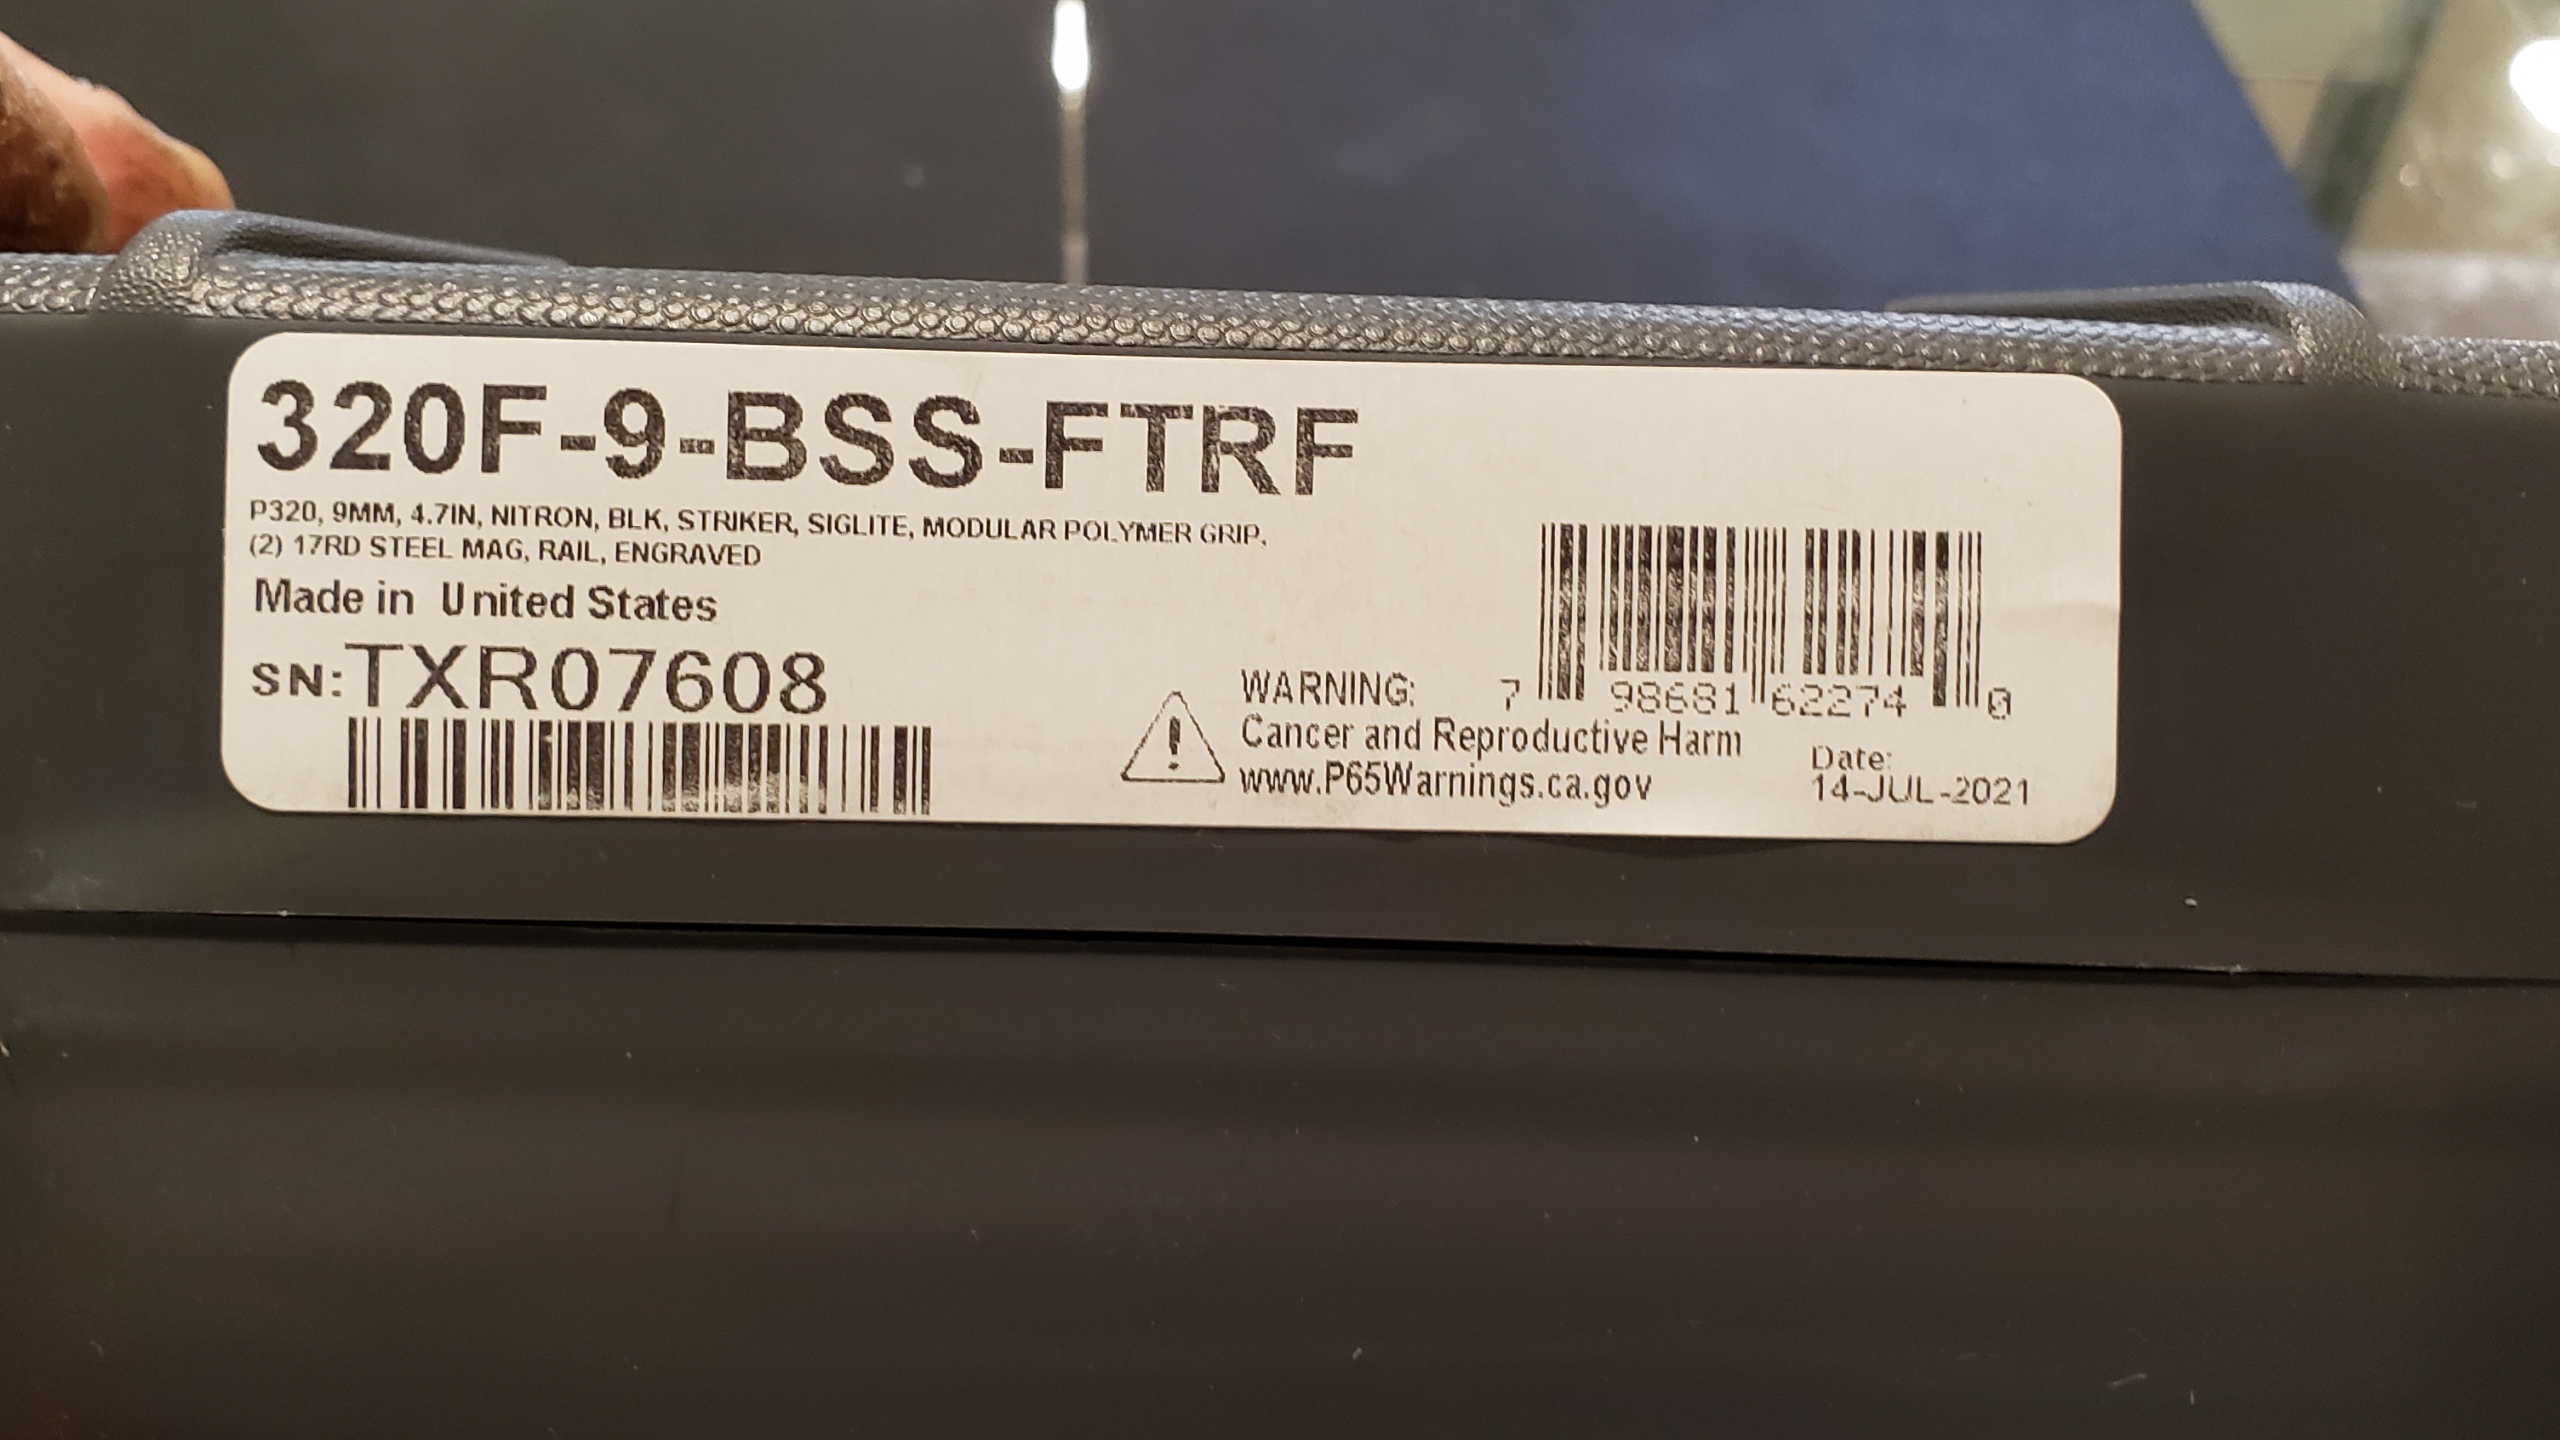 320F-9-BSS-FTRF
P320, 9MM, 4.7IN, NITRON, BLK, STRIKER, SIGLITE, MODULAR POLYMER GRIP,
(2) 17RD STEEL MAG, RAIL, ENGRAVED
Made in United States
SN:TXR07608
WARNING:
Cancer and Reproductive Harm
www.P65Warnings.ca.gov
7 98681 62274 0
Date:
14-JUL-2021